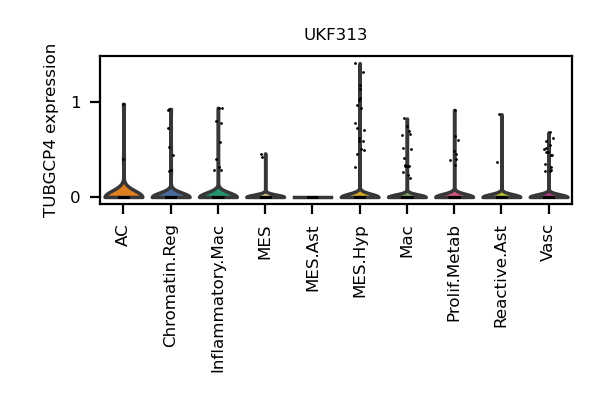 UKF313
TUBGCP4 expression
1
0
AC
Chromatin.Reg
Inflammatory.Mac
MES
MES.Ast
MES.Hyp
Mac
Prolif.Metab
Reactive.Ast
Vasc